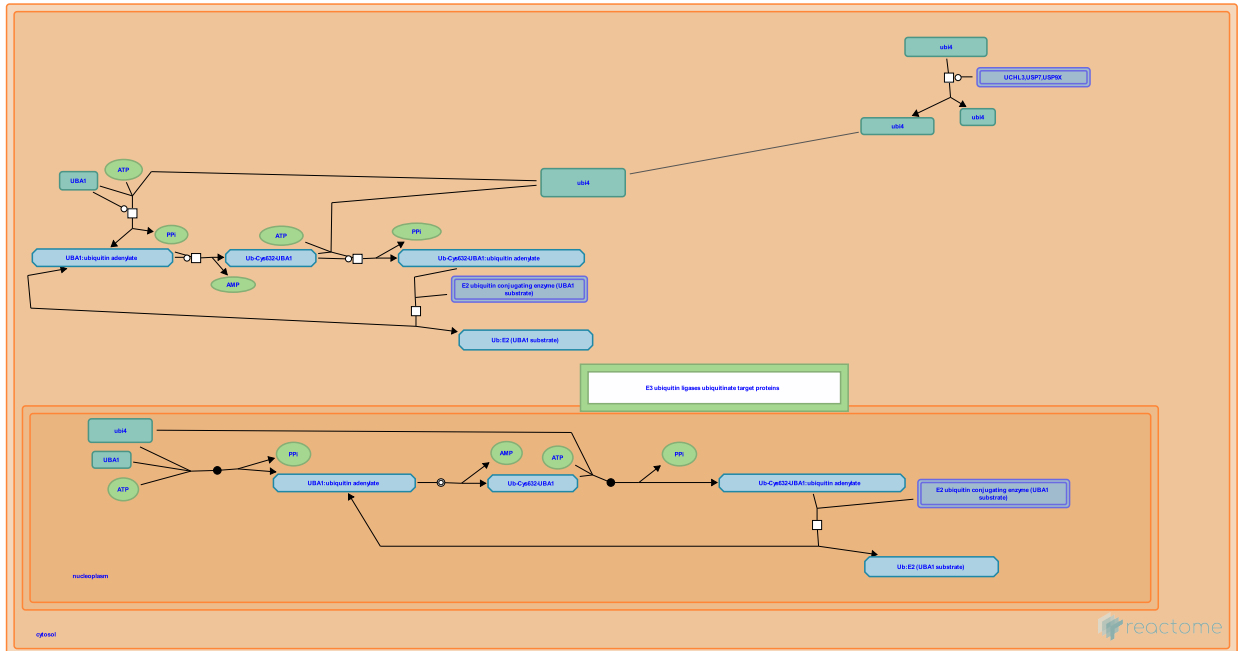 ubi4
UCHL3,USP7,USP9X
ubi4
ubi4
ATP
UBA1
ubi4
PPi
ATP
PPi
UBA1:ubiquitin adenylate
Ub-Cys632-UBA1
Ub-Cys632-UBA1:ubiquitin adenylate
AMP
E2 ubiquitin conjugating enzyme (UBA1
substrate)
Ub:E2 (UBA1 substrate)
E3 ubiquitin ligases ubiquitinate target proteins
ubi4
UBA1
PPi
AMP
ATP
PPi
ATP
UBA1:ubiquitin adenylate
Ub-Cys632-UBA1
Ub-Cys632-UBA1:ubiquitin adenylate
E2 ubiquitin conjugating enzyme (UBA1
substrate)
Ub:E2 (UBA1 substrate)
nucleoplasm
cytosol
reactome